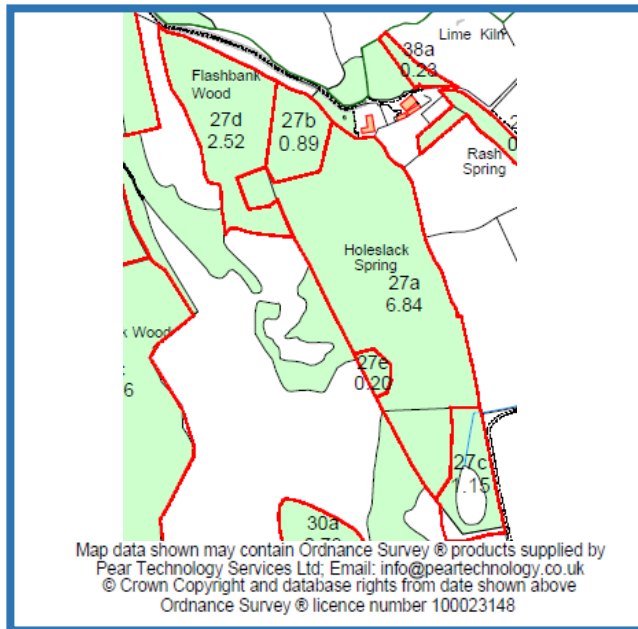 Lime Kiln
38a
0.23
Flashbank
Wood
27d
2.52
27b
0.89
Rash
Spring
Holeslack
Spring
27a
6.84
Wood
27e
0.20
27c
1.15
30a
Map data shown may contain Ordnance Survey ® products supplied by
Pear Technology Services Ltd; Email: info@peartechnology.co.uk
© Crown Copyright and database rights from date shown above
Ordnance Survey ® licence number 100023148